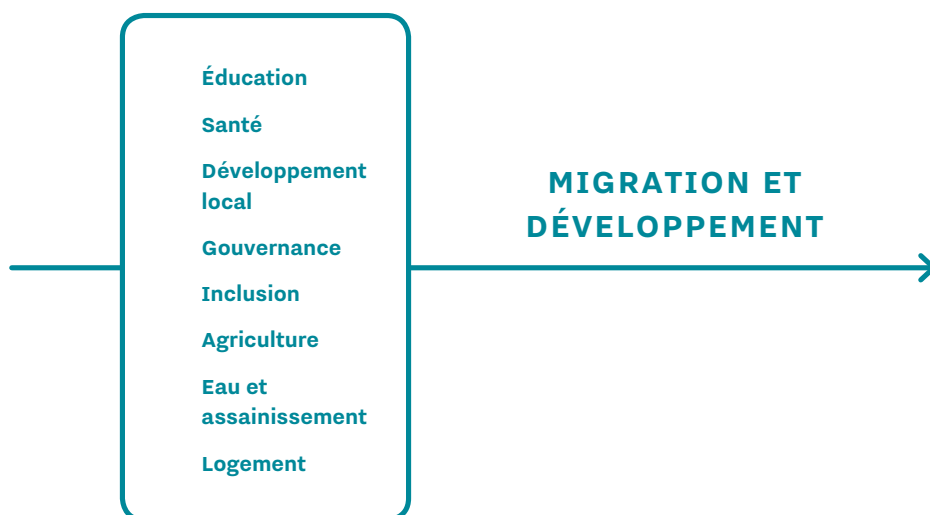 Éducation
Santé
Développement
local
Gouvernance
Inclusion
Agriculture
Eau et
assainissement
Logement
MIGRATION ET
DÉVELOPPEMENT